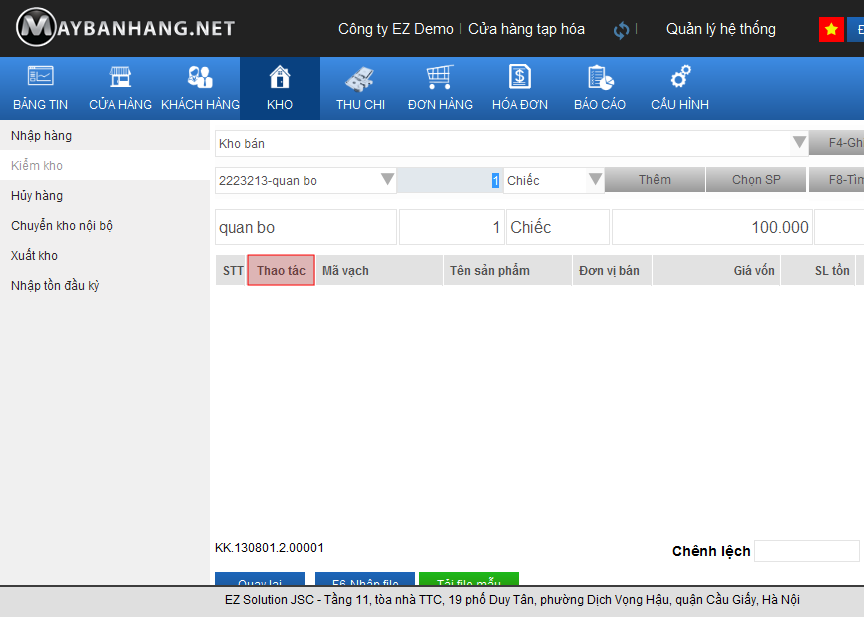 MAYBANHANG.NET
Công ty EZ Demo | Cửa hàng tạp hóa | Quản lý hệ thống
BẢNG TIN CỬA HÀNG KHÁCH HÀNG KHO THU CHI ĐƠN HÀNG HÓA ĐƠN BÁO CÁO CẤU HÌNH
Nhập hàng
Kiểm kho
Hủy hàng
Chuyển kho nội bộ
Xuất kho
Nhập tồn đầu kỳ
Kho bán F4-Gh
2223213-quan bo 1 Chiếc Thêm Chọn SP F8-Tìm
quan bo 1 Chiếc 100.000
STT Thao tác Mã vạch Tên sản phẩm Đơn vị bán Giá vốn SL tồn
KK.130801.2.00001
Chênh lệch
Quay lại F6-Nhập file Tải file mẫu
EZ Solution JSC - Tầng 11, tòa nhà TTC, 19 phố Duy Tân, phường Dịch Vọng Hậu, quận Cầu Giấy, Hà Nội